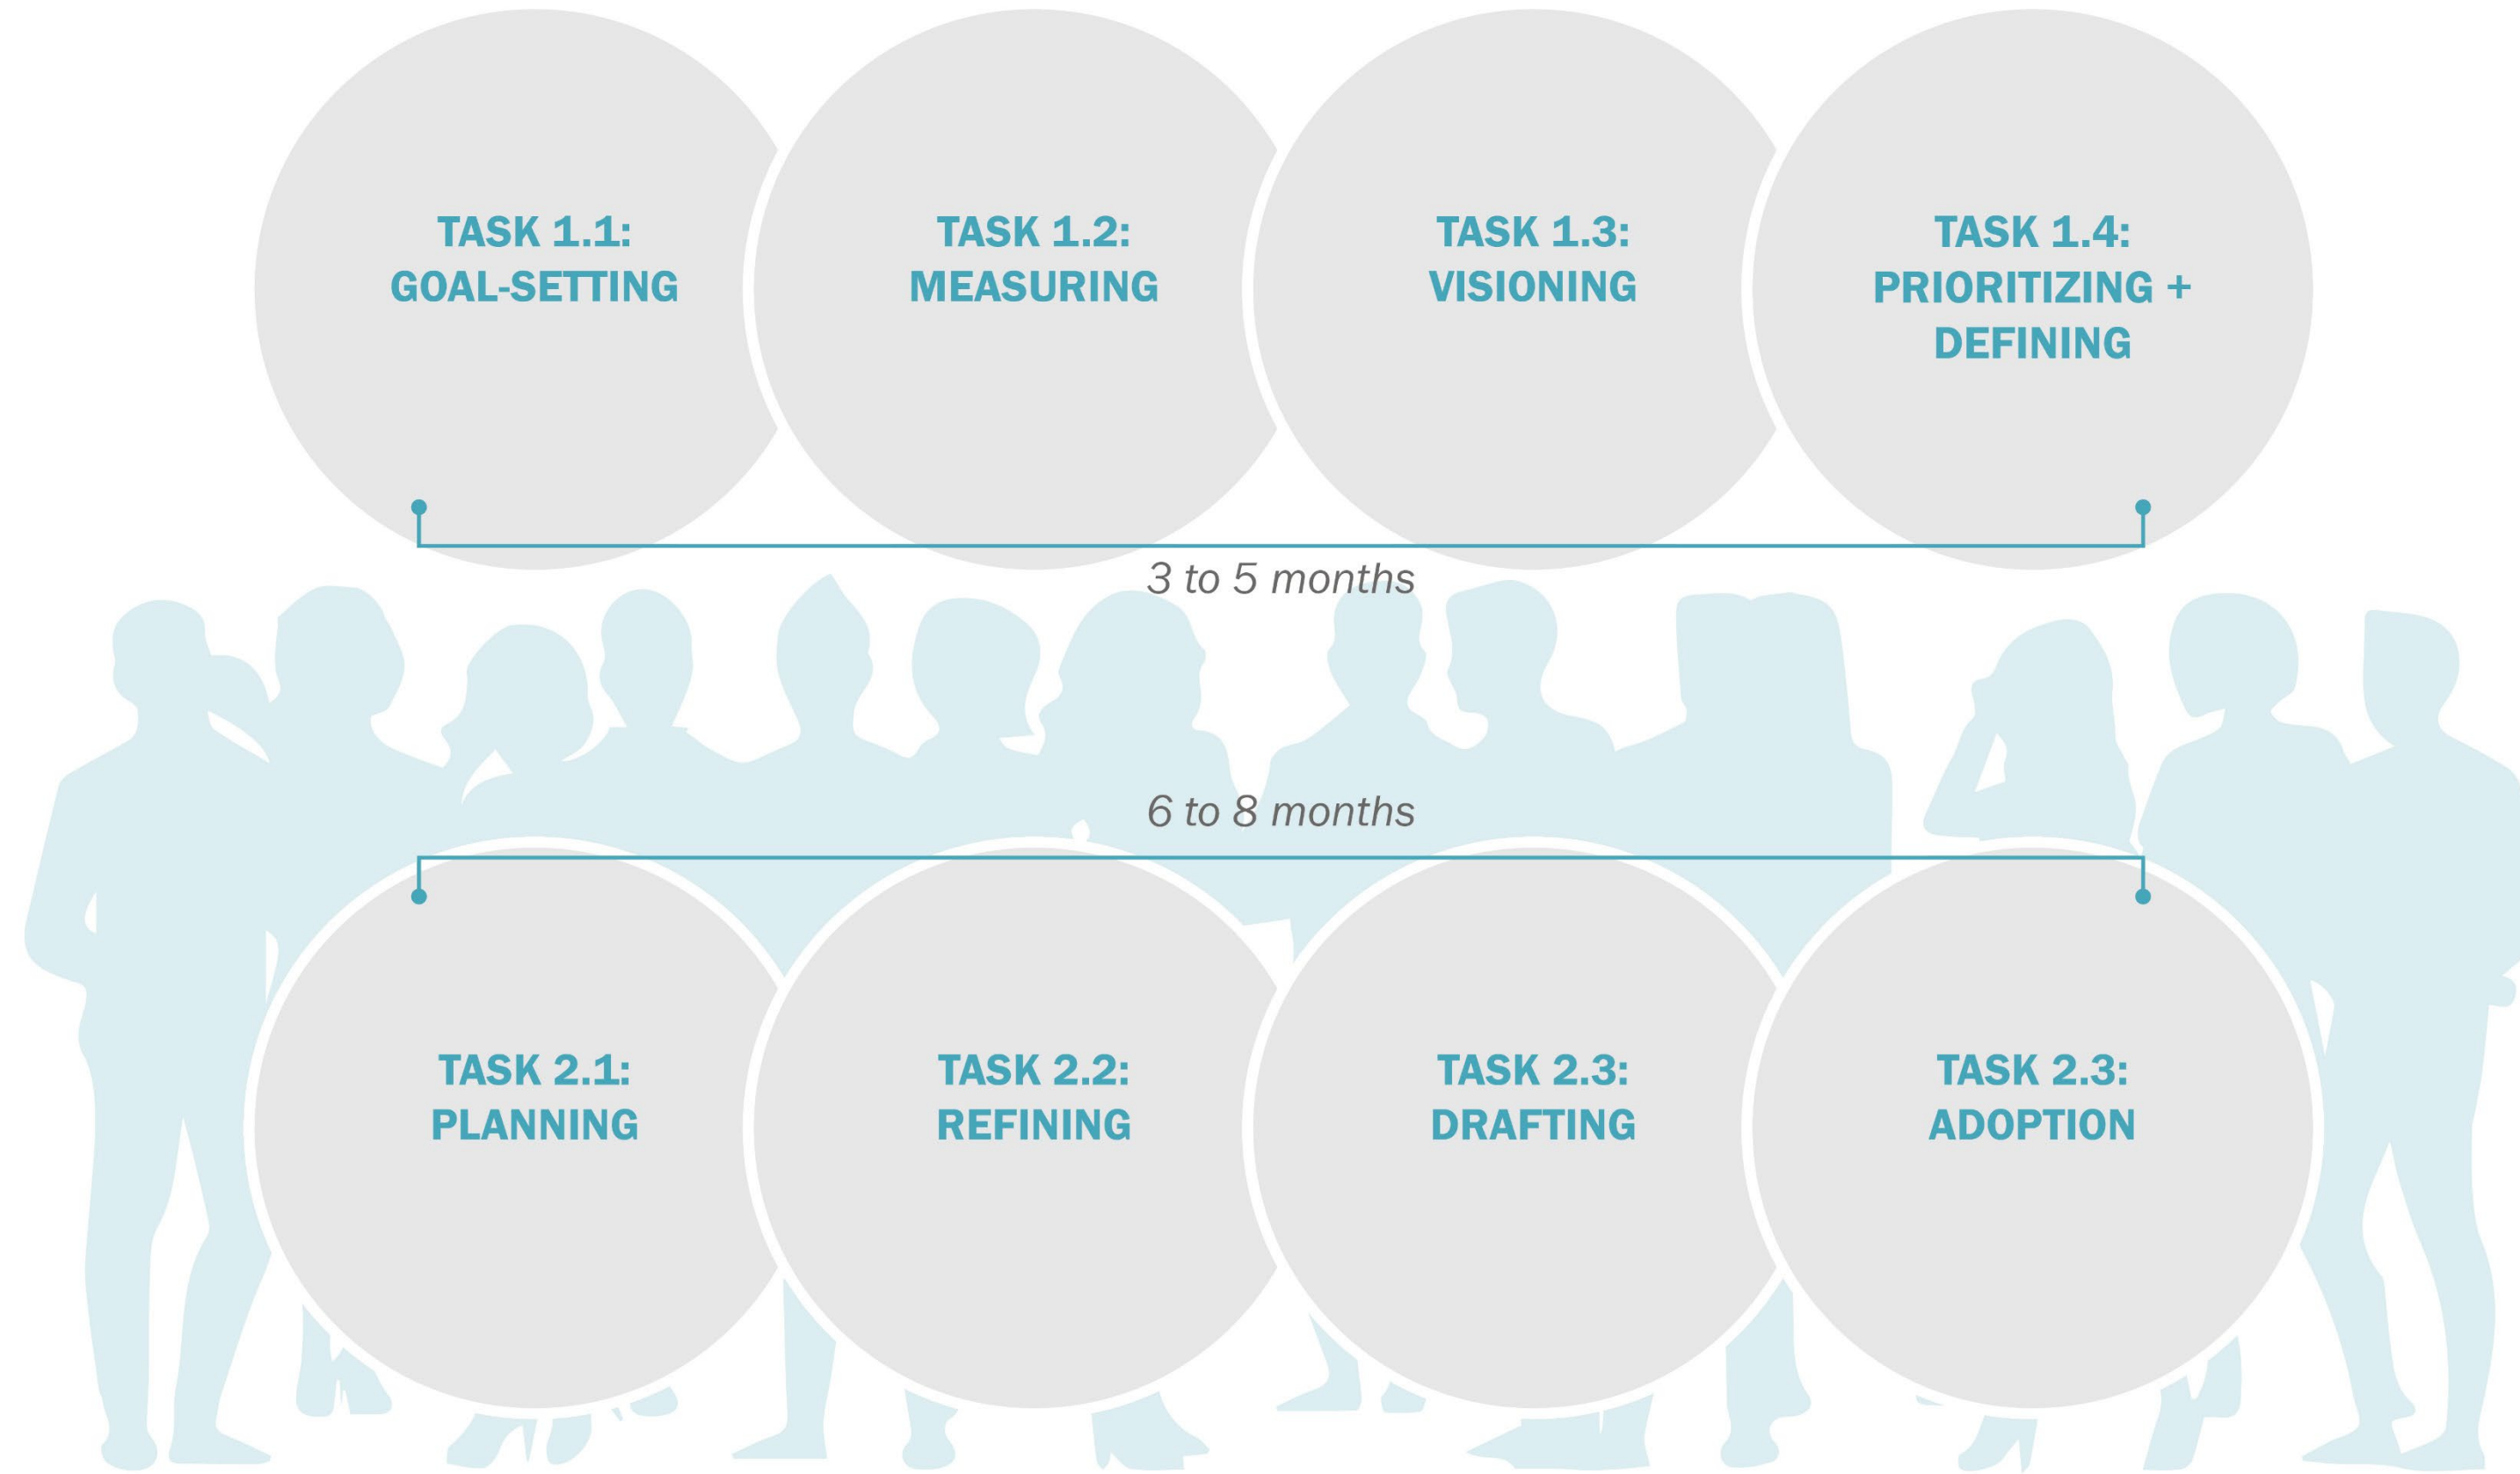 TASK 1.1:
GOAL-SETTING
TASK 1.2:
MEASURING
TASK 1.3:
VISIONING
TASK 1.4:
PRIORITIZING +
DEFINING
3 to 5 months
6 to 8 months
TASK 2.1:
PLANNING
TASK 2.2:
REFINING
TASK 2.3:
DRAFTING
TASK 2.3:
ADOPTION